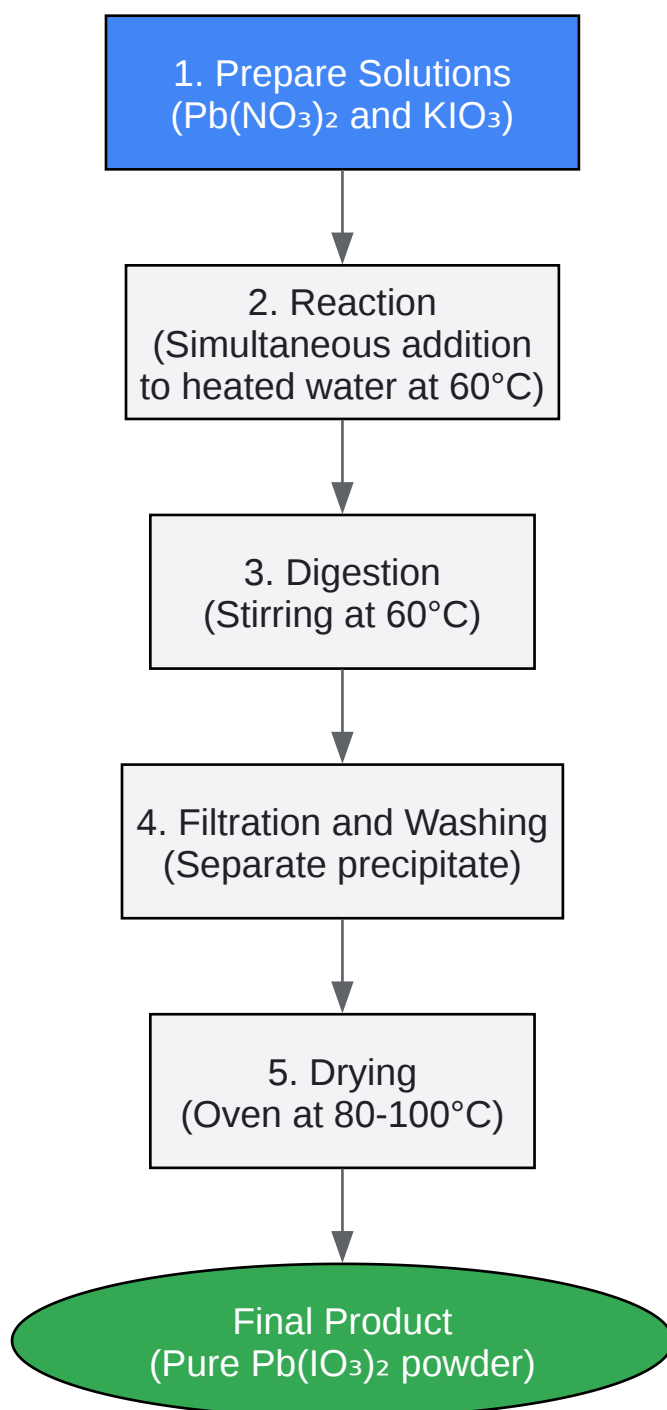 1. Prepare Solutions
(Pb(NO₃)₂ and KIO₃)
2. Reaction
(Simultaneous addition
to heated water at 60°C)
3. Digestion
(Stirring at 60°C)
4. Filtration and Washing
(Separate precipitate)
5. Drying
(Oven at 80-100°C)
Final Product
(Pure Pb(IO₃)₂ powder)